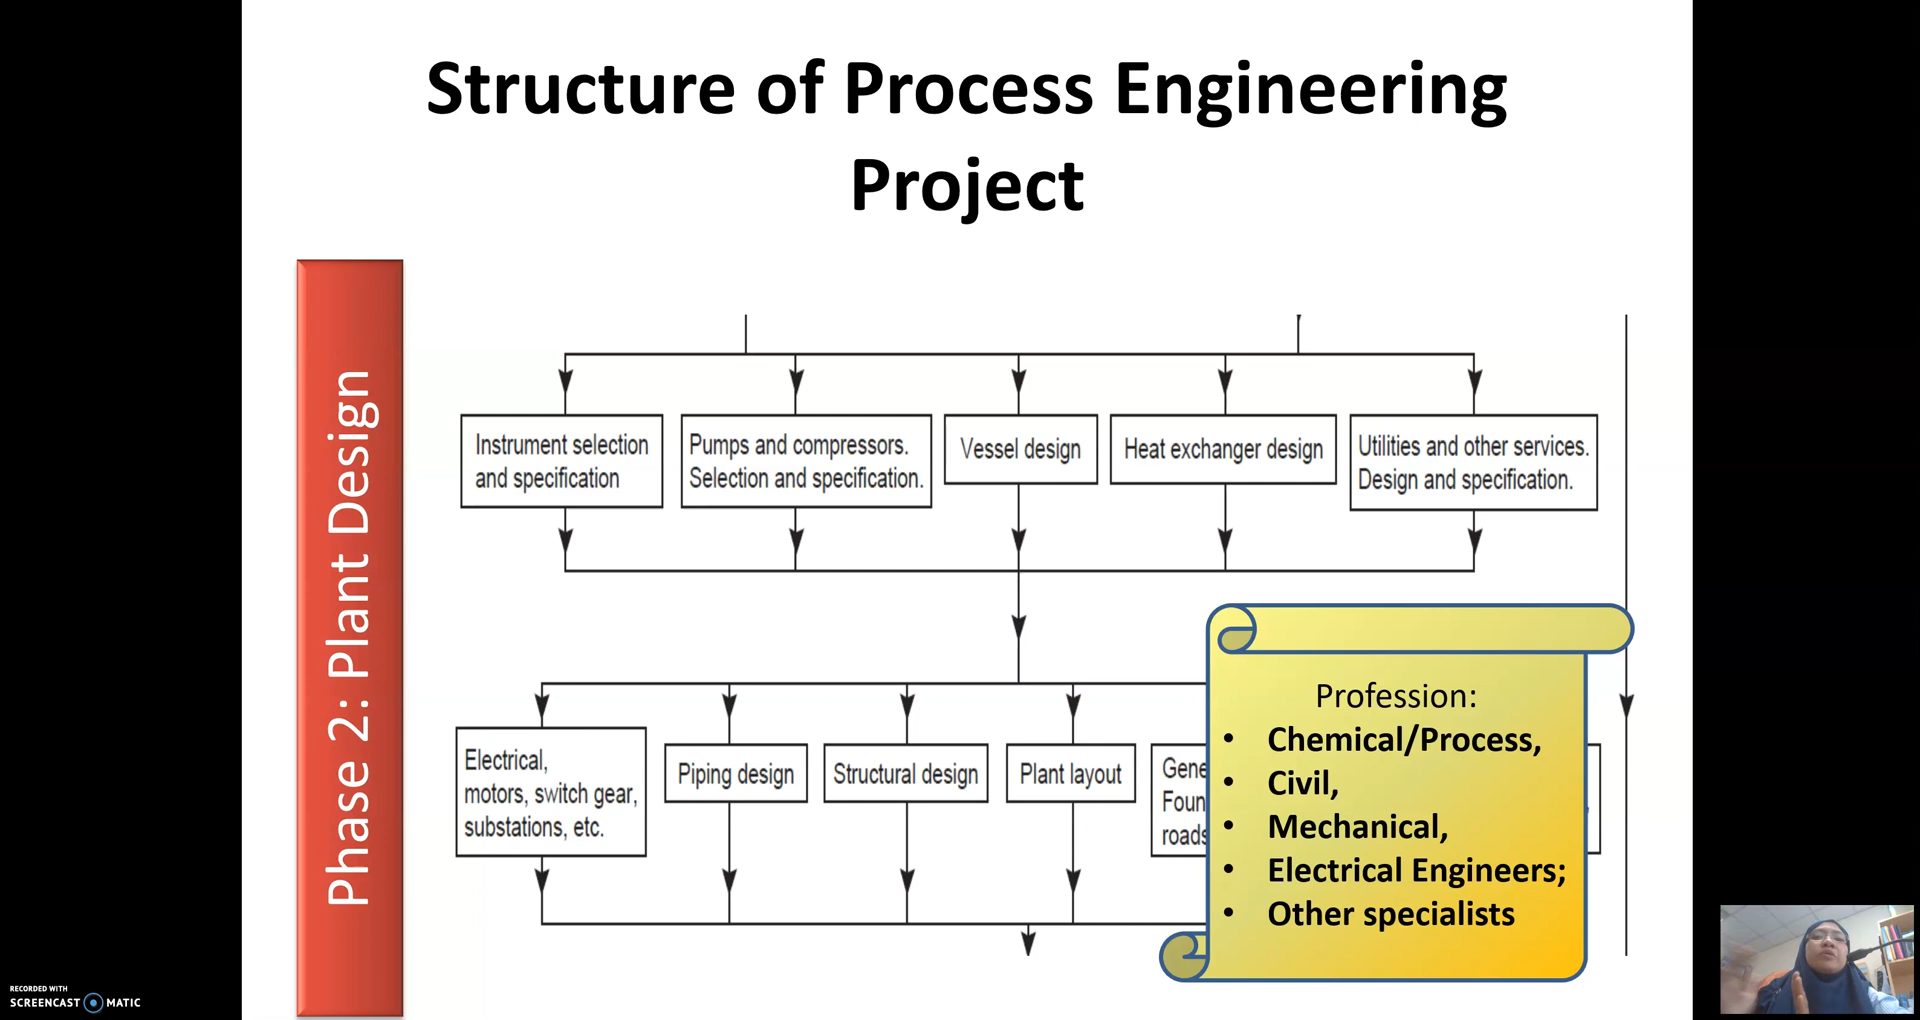 Structure of Process Engineering
Project
Phase 2: Plant Design
Instrument selection
and specification
Pumps and compressors.
Selection and specification.
Vessel design
Heat exchanger design
Utilities and other services.
Design and specification.
Electrical,
motors, switch gear,
substations, etc.
Piping design
Structural design
Plant layout
roads
Profession:
• Chemical/Process,
• Civil,
• Mechanical,
• Electrical Engineers;
• Other specialists
RECORDED WITH
SCREENCAST MATIC